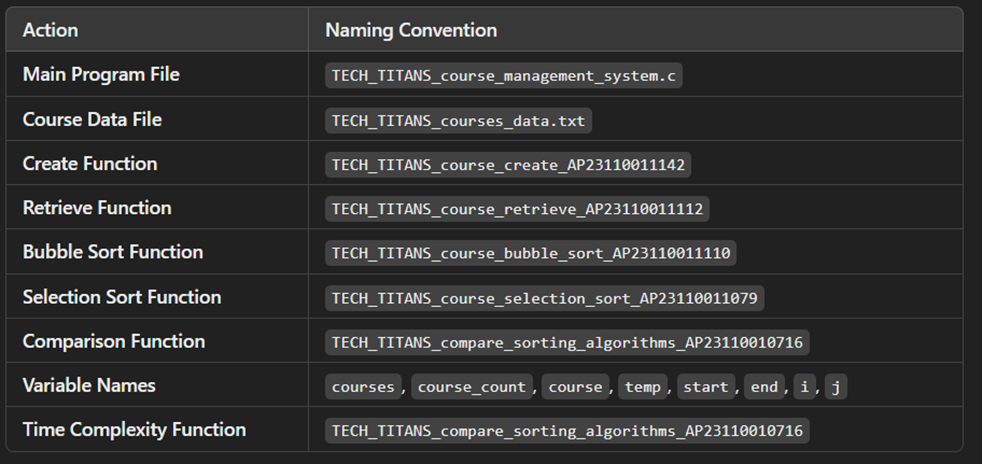 Action Naming Convention
Main Program File TECH_TITANS_course_management_system.c
Course Data File TECH_TITANS_courses_data.txt
Create Function TECH_TITANS_course_create_AP23110011142
Retrieve Function TECH_TITANS_course_retrieve_AP23110011112
Bubble Sort Function TECH_TITANS_course_bubble_sort_AP23110011110
Selection Sort Function TECH_TITANS_course_selection_sort_AP23110011079
Comparison Function TECH_TITANS_compare_sorting_algorithms_AP23110010716
Variable Names courses, course_count, course, temp, start, end, i, j
Time Complexity Function TECH_TITANS_compare_sorting_algorithms_AP23110010716